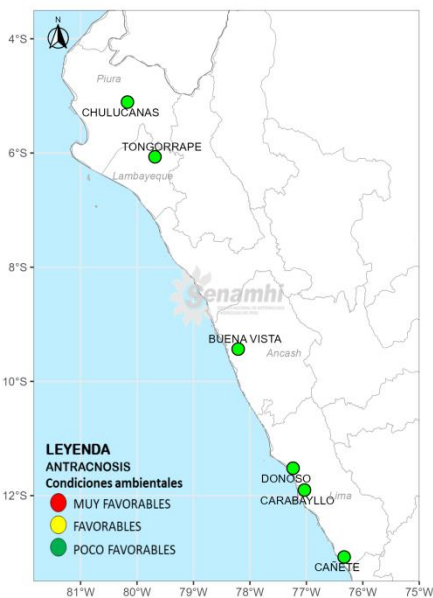 N
4°S
Piura
CHULUCANAS
TONGORRAPE
6°S
Lambayeque
8°S
Senamhi
BUENA VISTA
Ancash
10°S
LEYENDA
ANTRACNOSIS
Condiciones ambientales
MUY FAVORABLES
FAVORABLES
POCO FAVORABLES
DONOSO
CARABAYLLO
Lima
12°S
CAÑETE
81°W 80°W 79°W 78°W 77°W 76°W 75°W